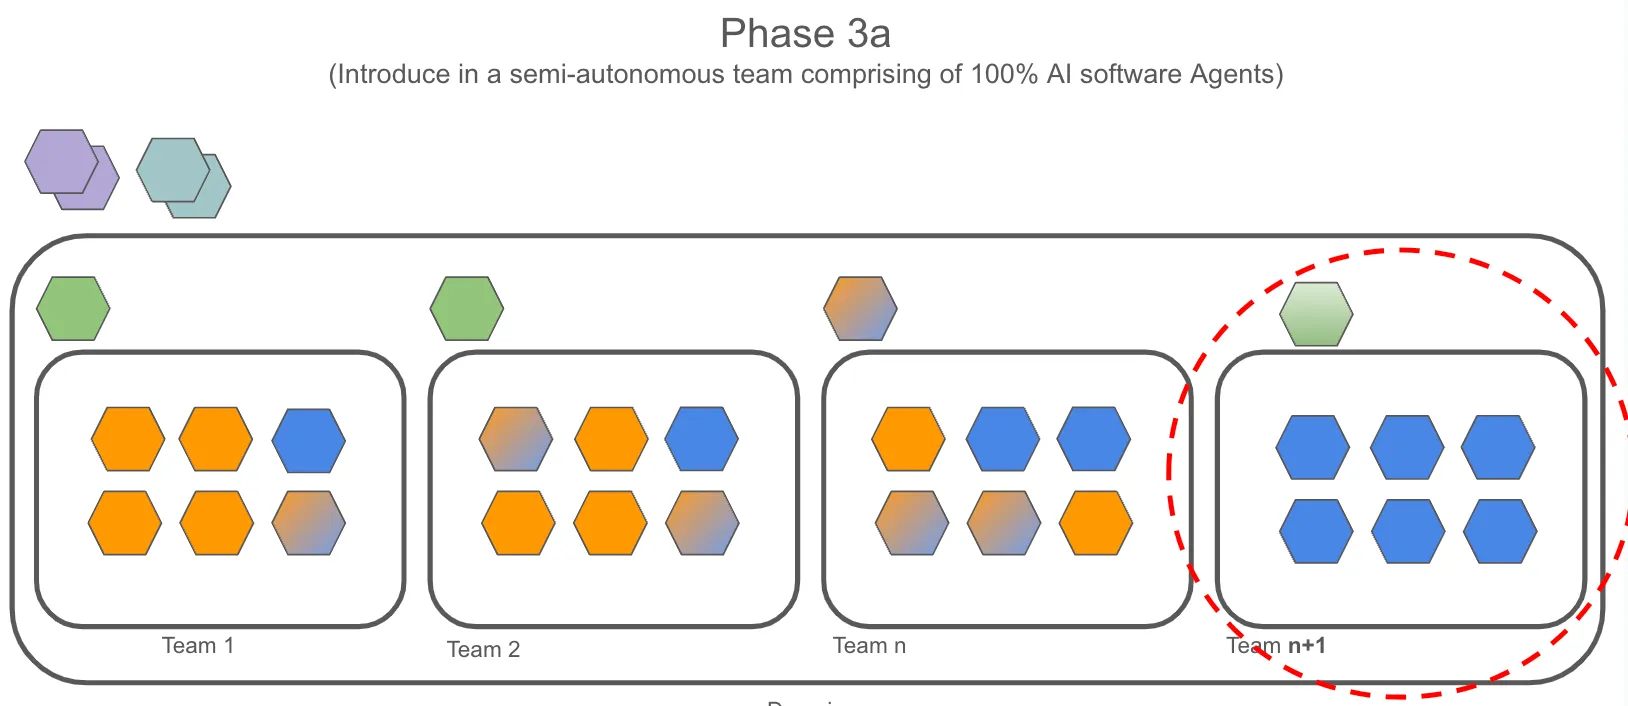 Phase 3a
(Introduce in a semi-autonomous team comprising of 100% AI software Agents)
Team 1
Team 2
Team n
Team n+1